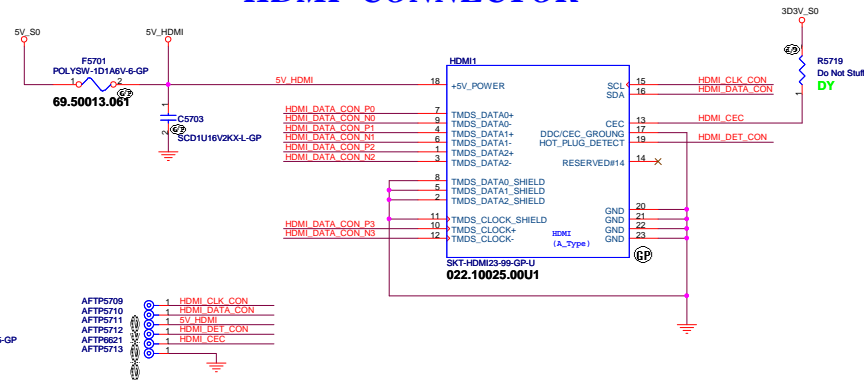 HDMI CONNECTOR
3D3V_S0
5V_S0
5V_HDMI
F5701
POLYSW-1D1A6V-6-GP
1
2
69.50013.061
GP
5V_HDMI
1
C5703
2
SCD1U16V2KX-L-GP
HDMI1
R5719
Do Not Stuff
DY
1
18 +5V_POWER
SCL 15 HDMI_CLK_CON
SDA 16 HDMI_DATA_CON
HDMI_DATA_CON_P0 7 TMDS_DATA0+
HDMI_DATA_CON_N0 9 TMDS_DATA0-
HDMI_DATA_CON_P1 4 TMDS_DATA1+
HDMI_DATA_CON_N1 6 TMDS_DATA1-
HDMI_DATA_CON_P2 1 TMDS_DATA2+
HDMI_DATA_CON_N2 3 TMDS_DATA2-
CEC 13 HDMI_CEC
DDC/CEC_GROUNG 17
HOT_PLUG_DETECT 19 HDMI_DET_CON
RESERVED#14 14
8 TMDS_DATA0_SHIELD
5 TMDS_DATA1_SHIELD
2 TMDS_DATA2_SHIELD
11 TMDS_CLOCK_SHIELD
HDMI_DATA_CON_P3 10 TMDS_CLOCK+
HDMI_DATA_CON_N3 12 TMDS_CLOCK-
GND 20
GND 21
GND 22
GND 23
HDMI
(A_Type)
GP
SKT-HDMI23-99-GP-U
022.10025.00U1
AFTP5709 1 HDMI_CLK_CON
AFTP5710 1 HDMI_DATA_CON
AFTP5711 1 5V_HDMI
AFTP5712 1 HDMI_DET_CON
AFTP6621 1 HDMI_CEC
AFTP5713 1
-GP